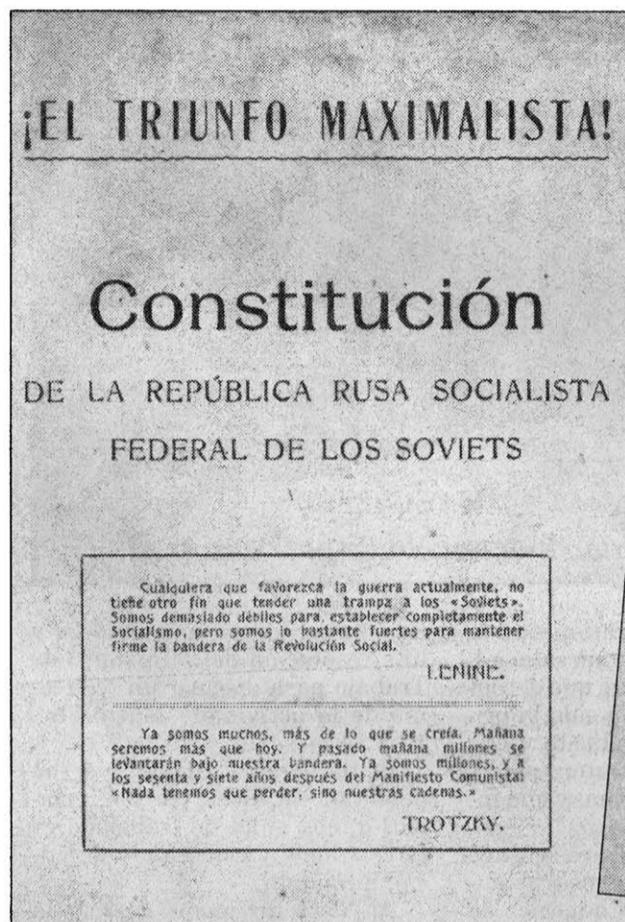 ¡EL TRIUNFO MAXIMALISTA!
Constitución
DE LA REPÚBLICA RUSA SOCIALISTA
FEDERAL DE LOS SOVIETS
Cualquiera que favorezca la guerra actualmente, no
tiene otro fin que tender una trampa a los «Soviets».
Somos demasiado débiles para establecer completamente el
Socialismo, pero somos lo bastante fuertes para mantener
firme la bandera de la Revolución Social.
LENINE.
Ya somos muchos, más de lo que se creía. Mañana
seremos más que hoy. Y pasado mañana millones se
levantarán bajo nuestra bandera. Ya somos millones, y a
los sesenta y siete años después del Manifiesto Comunista:
«Nada tenemos que perder, sino nuestras cadenas.»
TROTZKY.